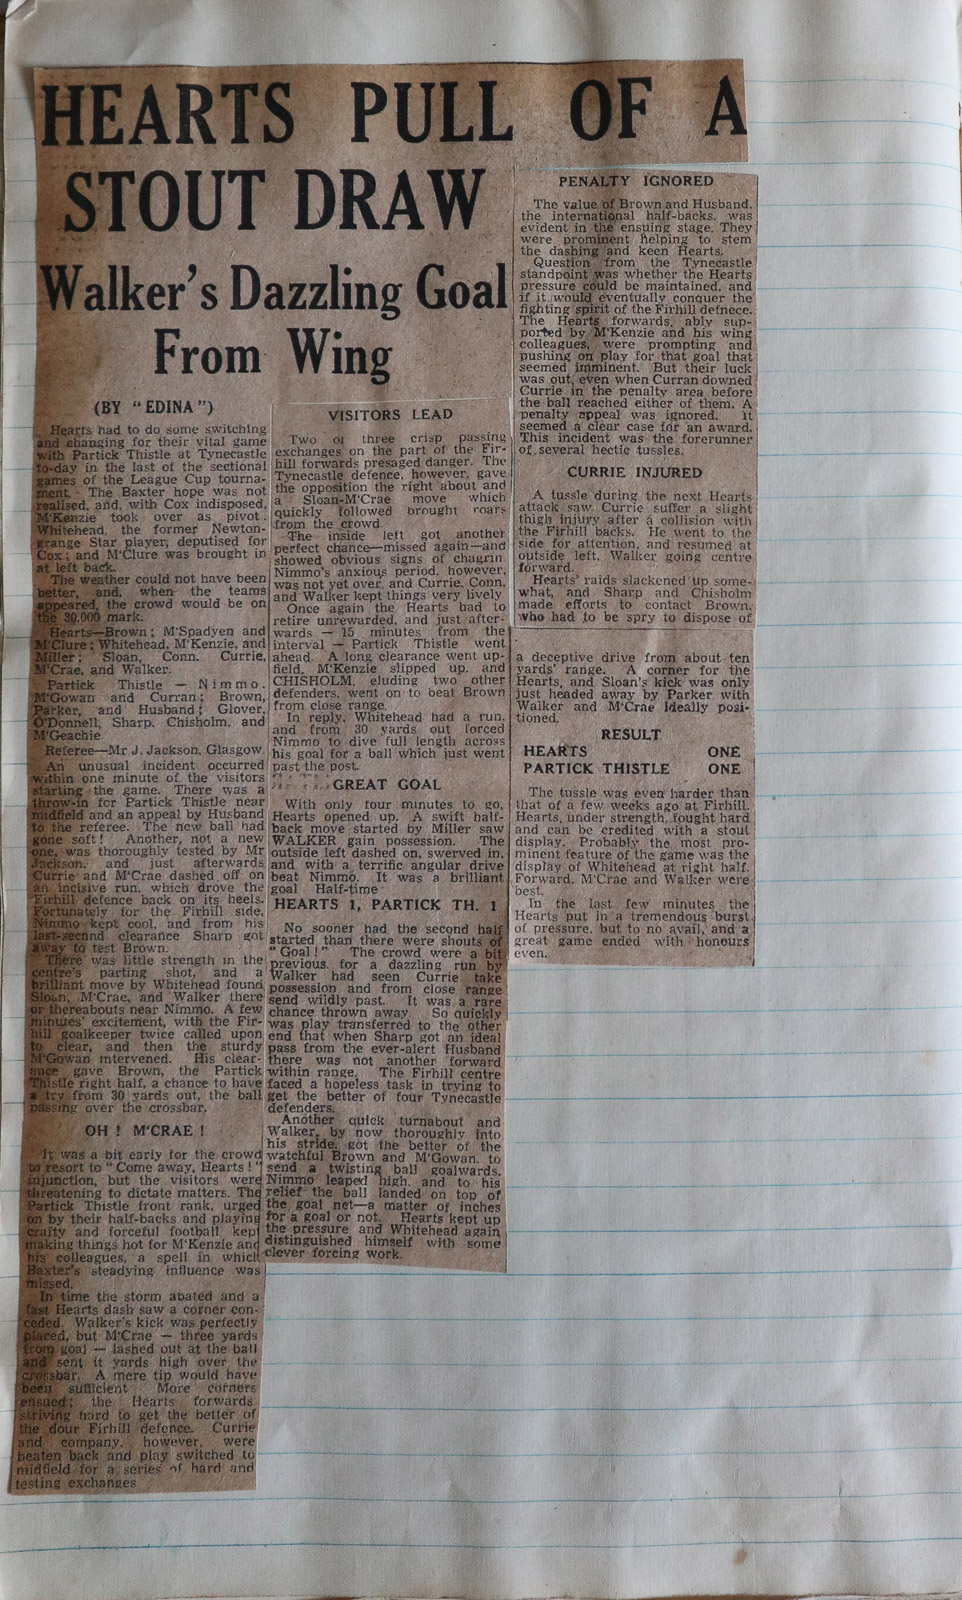 HEARTS PULL OF A
STOUT DRAW
Walker's Dazzling Goal
From Wing
(BY "EDINA")
Hearts had to do some switching
and changing for their vital game
with Partick Thistle at Tynecastle
to-day in the last of the sectional
games of the League Cup tourna-
ment. The Baxter hope was not
realised, and, with Cox indisposed,
M'Kenzie took over as pivot.
Whitehead, the former Newton-
grange Star player, deputised for
Cox; and M'Clure was brought in
at left back.
The weather could not have been
better, and, when the teams
appeared, the crowd would be on
the 30,000 mark.
Hearts—Brown; M'Spadyen and
M'Clure; Whitehead, M'Kenzie, and
Miller; Sloan, Conn, Currie,
M'Crae, and Walker.
Partick Thistle — Nimmo.
M'Gowan and Curran; Brown,
Parker, and Husband; Glover,
O'Donnell, Sharp, Chisholm, and
M'Geachie
Referee—Mr J. Jackson, Glasgow.
An unusual incident occurred
within one minute of the visitors
starting the game. There was a
throw-in for Partick Thistle near
midfield and an appeal by Husband
to the referee. The new ball had
gone soft! Another, not a new
one, was thoroughly tested by Mr
Jackson, and just afterwards
Currie and M'Crae dashed off on
an incisive run, which drove the
Firhill defence back on its heels.
Fortunately for the Firhill side,
Nimmo kept cool, and from his
last-second clearance Sharp got
away to test Brown.
There was little strength in the
centre's parting shot, and a
brilliant move by Whitehead found
Sloan, M'Crae, and Walker there
or thereabouts near Nimmo. A few
minutes' excitement, with the Fir-
hill goalkeeper twice called upon
to clear, and then the sturdy
M'Gowan intervened. His clear-
ance gave Brown, the Partick
Thistle right half, a chance to have
a try from 30 yards out, the ball
passing over the crossbar.
OH! M'CRAE!
It was a bit early for the crowd
to resort to "Come away, Hearts!"
injunction, but the visitors were
threatening to dictate matters. The
Partick Thistle front rank, urged
on by their half-backs and playing
crafty and forceful football kept
making things hot for M'Kenzie and
his colleagues, a spell in which
Baxter's steadying influence was
missed.
In time the storm abated and a
fast Hearts dash saw a corner con-
ceded. Walker's kick was perfectly
placed, but M'Crae — three yards
from goal — lashed out at the ball
and sent it yards high over the
crossbar. A mere tip would have
been sufficient More corners
ensued; the Hearts forwards
striving hard to get the better of
the dour Firhill defence. Currie
and company, however, were
beaten back and play switched to
midfield for a series of hard and
testing exchanges
VISITORS LEAD
Two or three crisp passing
exchanges on the part of the Fir-
hill forwards presaged danger. The
Tynecastle defence, however, gave
the opposition the right about and
a Sloan-M'Crae move which
quickly followed brought roars
from the crowd.
The inside left got another
perfect chance—missed again—and
showed obvious signs of chagrin.
Nimmo's anxious period, however,
was not yet over, and Currie, Conn,
and Walker kept things very lively
Once again the Hearts had to
retire unrewarded, and just after-
wards — 15 minutes from the
interval — Partick Thistle went
ahead. A long clearance went up-
field, M'Kenzie slipped up, and
CHISHOLM, eluding two other
defenders, went on to beat Brown
from close range.
In reply, Whitehead had a run,
and from 30 yards out forced
Nimmo to dive full length across
his goal for a ball which just went
past the post.
GREAT GOAL
With only four minutes to go,
Hearts opened up. A swift half-
back move started by Miller saw
WALKER gain possession. The
outside left dashed on, swerved in,
and with a terrific angular drive
beat Nimmo. It was a brilliant
goal Half-time
HEARTS 1, PARTICK TH. 1
No sooner had the second half
started than there were shouts of
"Goal!" The crowd were a bit
previous, for a dazzling run by
Walker had seen Currie take
possession and from close range
send wildly past. It was a rare
chance thrown away. So quickly
was play transferred to the other
end that when Sharp got an ideal
pass from the ever-alert Husband
there was not another forward
within range. The Firhill centre
faced a hopeless task in trying to
get the better of four Tynecastle
defenders.
Another quick turnabout and
Walker, by now thoroughly into
his stride, got the better of the
watchful Brown and M'Gowan, to
send a twisting ball goalwards.
Nimmo leaped high, and to his
relief the ball landed on top of
the goal net—a matter of inches
for a goal or not. Hearts kept up
the pressure and Whitehead again
distinguished himself with some
clever forcing work.
PENALTY IGNORED
The value of Brown and Husband,
the international half-backs, was
evident in the ensuing stage. They
were prominent helping to stem
the dashing and keen Hearts.
Question from the Tynecastle
standpoint was whether the Hearts
pressure could be maintained, and
if it would eventually conquer the
fighting spirit of the Firhill defnece.
The Hearts forwards, ably sup-
ported by M'Kenzie and his wing
colleagues, were prompting and
pushing on play for that goal that
seemed imminent. But their luck
was out, even when Curran downed
Currie in the penalty area before
the ball reached either of them. A
penalty appeal was ignored. It
seemed a clear case for an award.
This incident was the forerunner
of several hectic tussles.
CURRIE INJURED
A tussle during the next Hearts
attack saw Currie suffer a slight
thigh injury after a collision with
the Firhill backs. He went to the
side for attention, and resumed at
outside left, Walker going centre
forward.
Hearts' raids slackened up some-
what, and Sharp and Chisholm
made efforts to contact Brown,
who had to be spry to dispose of
a deceptive drive from about ten
yards' range. A corner for the
Hearts, and Sloan's kick was only
just headed away by Parker with
Walker and M'Crae ideally posi-
tioned.
RESULT
HEARTS ONE
PARTICK THISTLE ONE
The tussle was even harder than
that of a few weeks ago at Firhill.
Hearts, under strength, fought hard
and can be credited with a stout
display. Probably the most pro-
minent feature of the game was the
display of Whitehead at right half.
Forward, M'Crae and Walker were
best.
In the last few minutes the
Hearts put in a tremendous burst
of pressure, but to no avail, and a
great game ended with honours
even.